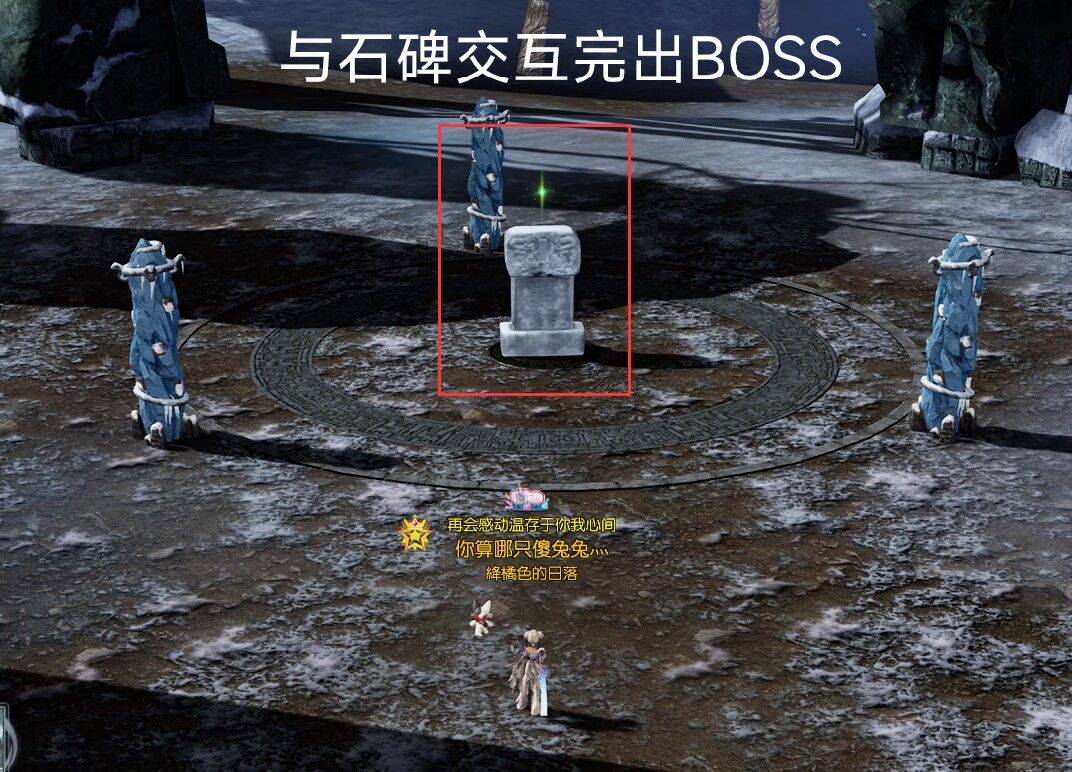 与石碑交互完出BOSS
再会感动温存于你我心间
你算哪只傻兔兔灬
絳橘色的日落